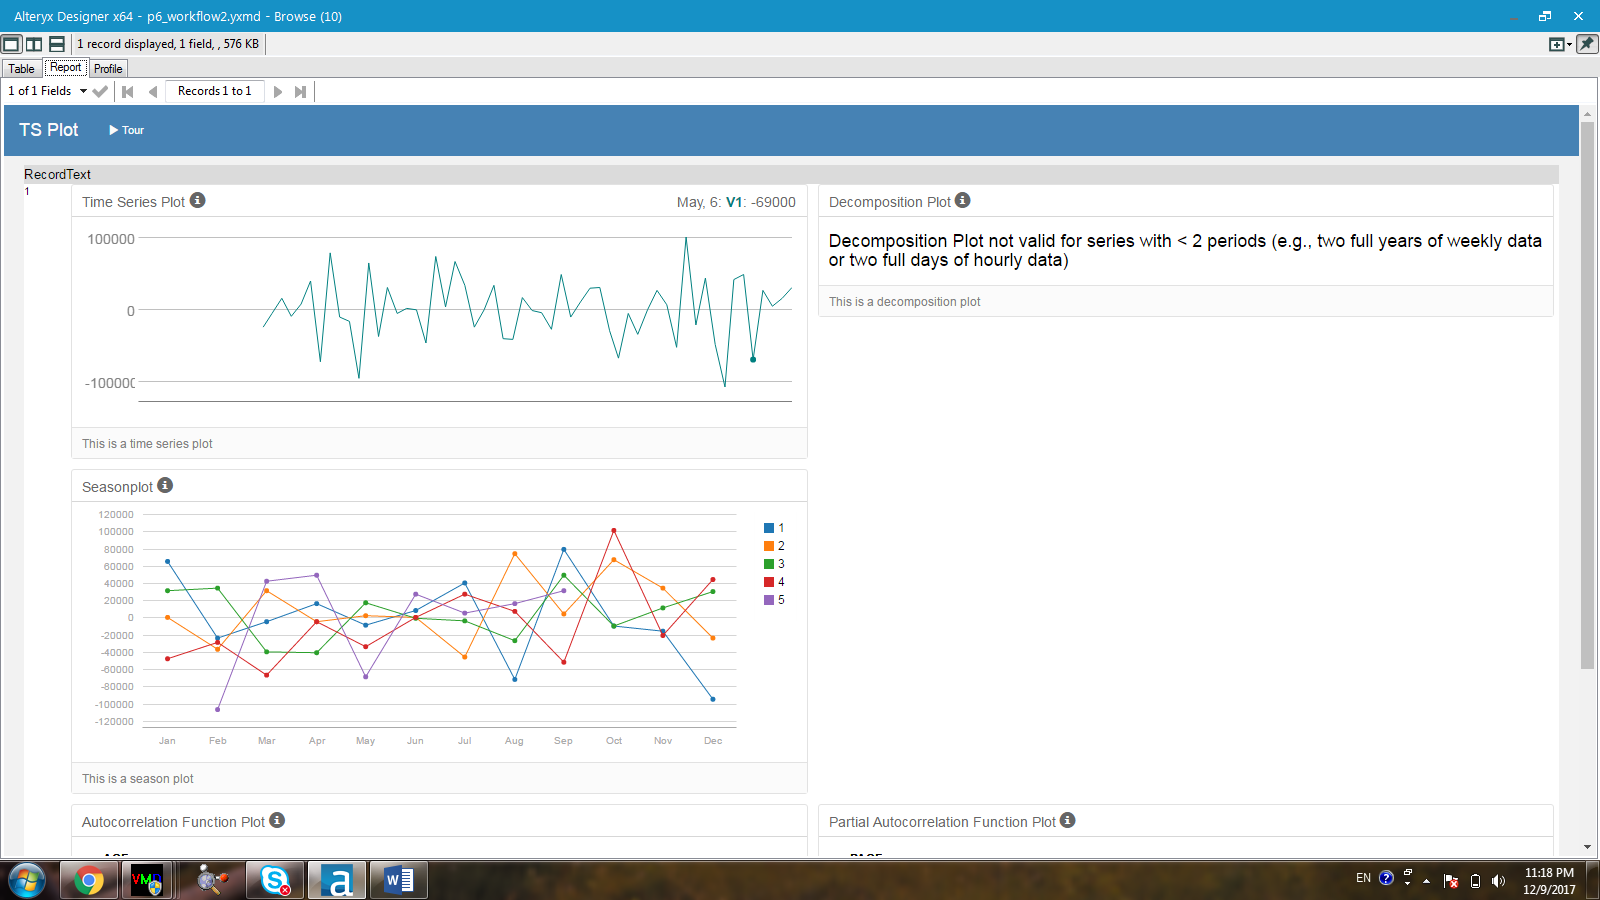 Alteryx Designer x64 - p6_workflow2.yxmd - Browse (10)
1 record displayed, 1 field, , 576 KB
Table Report Profile
1 of 1 Fields Records 1 to 1
TS Plot Tour
RecordText
1
Time Series Plot May, 6: V1: -69000
100000
0
-100000
This is a time series plot
Decomposition Plot
Decomposition Plot not valid for series with < 2 periods (e.g., two full years of weekly data
or two full days of hourly data)
This is a decomposition plot
Seasonplot
120000
100000
80000
60000
40000
20000
0
-20000
-40000
-60000
-80000
-100000
-120000
Jan Feb Mar Apr May Jun Jul Aug Sep Oct Nov Dec
1
2
3
4
5
This is a season plot
Autocorrelation Function Plot
Partial Autocorrelation Function Plot
EN
11:18 PM
12/9/2017